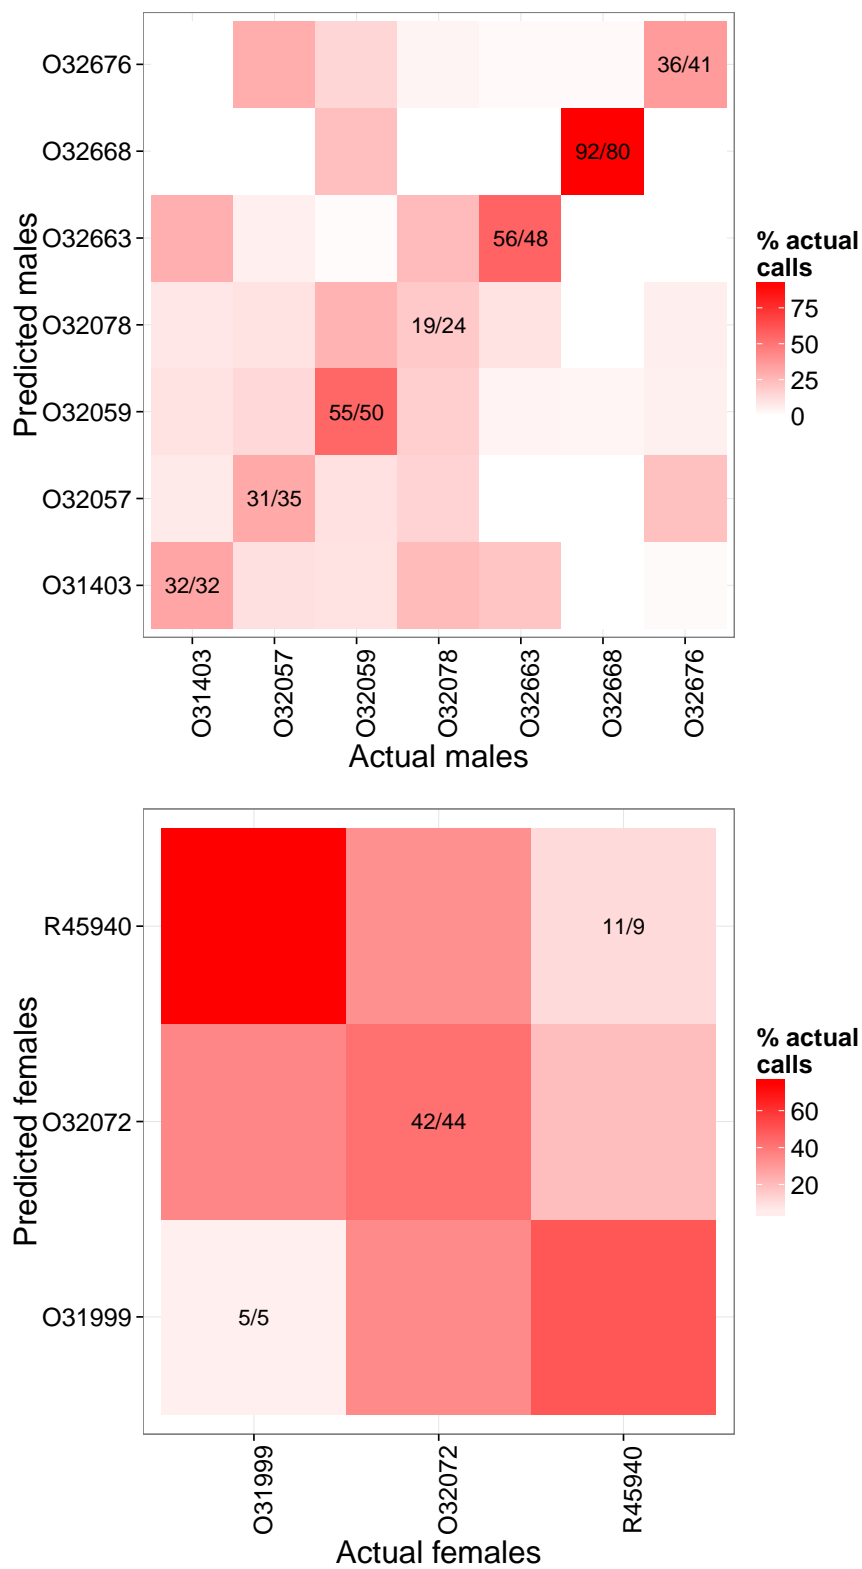 O32676
36/41
O32668
92/80
O32663
56/48
O32078
19/24
O32059
55/50
O32057
31/35
O31403
32/32
Predicted males
O31403
O32057
O32059
O32078
O32663
O32668
O32676
Actual males
% actual
calls
75
50
25
0
R45940
11/9
O32072
42/44
O31999
5/5
Predicted females
O31999
O32072
R45940
Actual females
% actual
calls
60
40
20